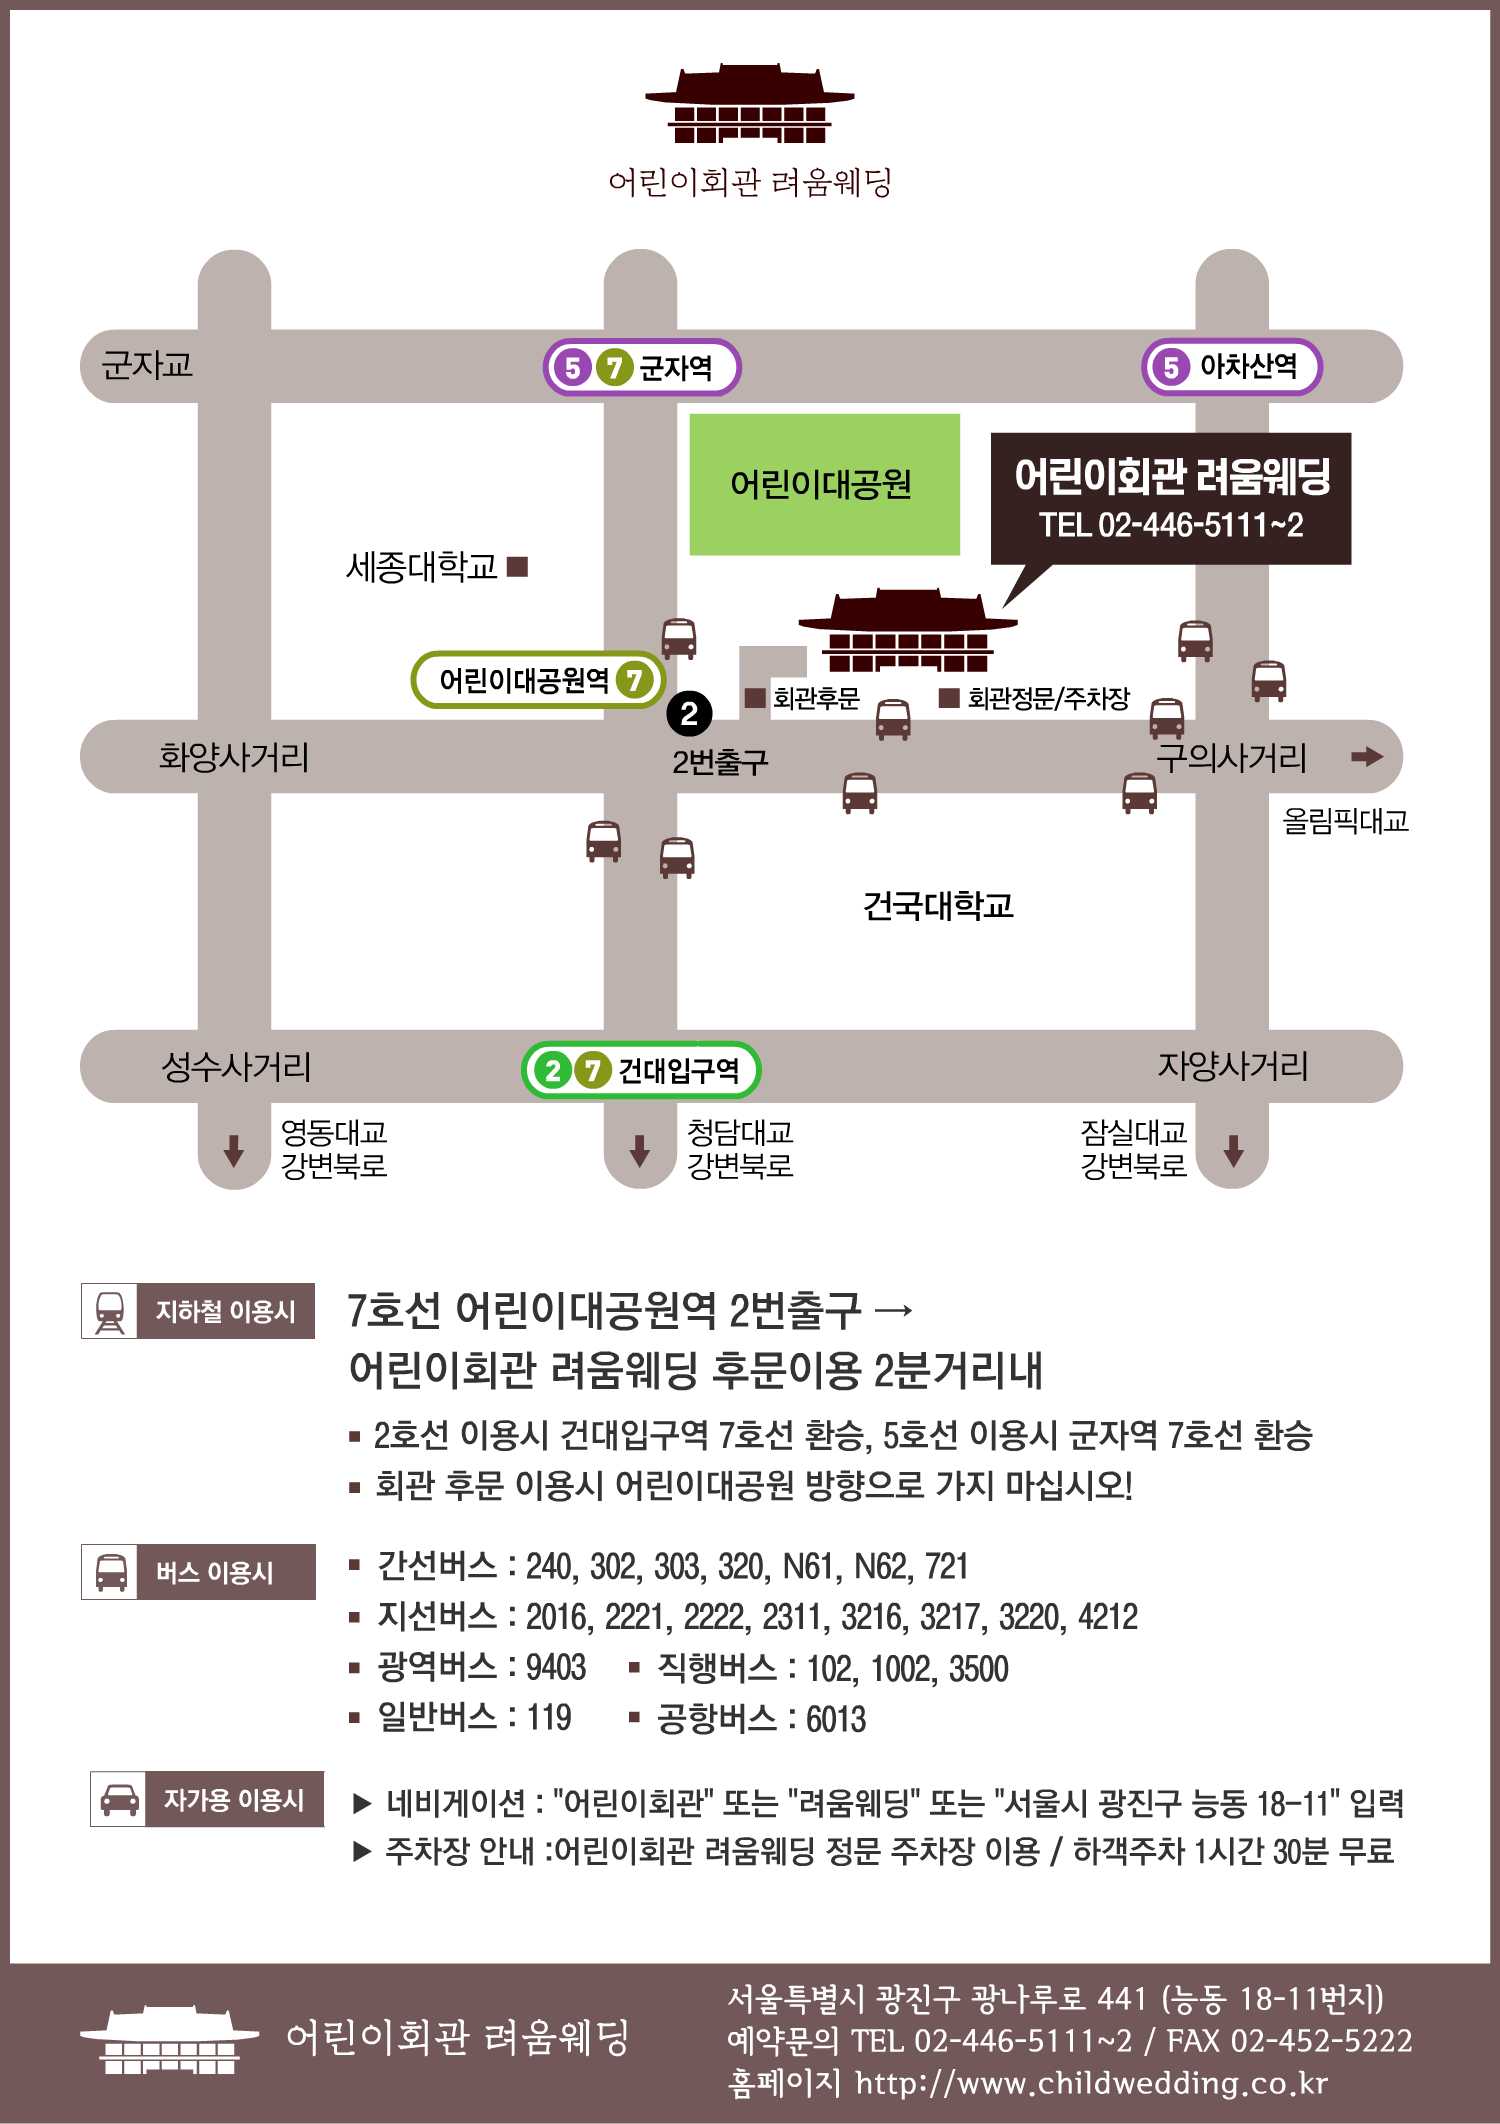 어린이회관 려움웨딩
군자교
5 7 군자역
5 아차산역
어린이대공원
어린이회관 려움웨딩
TEL 02-446-5111~2
세종대학교
어린이대공원역 7
회관후문
회관정문/주차장
2
2번출구
화양사거리
구의사거리
올림픽대교
건국대학교
성수사거리
2 7 건대입구역
자양사거리
영동대교
강변북로
청담대교
강변북로
잠실대교
강변북로
지하철 이용시
7호선 어린이대공원역 2번출구 →
어린이회관 려움웨딩 후문이용 2분거리내
▪ 2호선 이용시 건대입구역 7호선 환승, 5호선 이용시 군자역 7호선 환승
▪ 회관 후문 이용시 어린이대공원 방향으로 가지 마십시오!
버스 이용시
▪ 간선버스 : 240, 302, 303, 320, N61, N62, 721
▪ 지선버스 : 2016, 2221, 2222, 2311, 3216, 3217, 3220, 4212
▪ 광역버스 : 9403 ▪ 직행버스 : 102, 1002, 3500
▪ 일반버스 : 119 ▪ 공항버스 : 6013
자가용 이용시
▶ 네비게이션 : "어린이회관" 또는 "려움웨딩" 또는 "서울시 광진구 능동 18-11" 입력
▶ 주차장 안내 :어린이회관 려움웨딩 정문 주차장 이용 / 하객주차 1시간 30분 무료
어린이회관 려움웨딩
서울특별시 광진구 광나루로 441 (능동 18-11번지)
예약문의 TEL 02-446-5111~2 / FAX 02-452-5222
홈페이지 http://www.childwedding.co.kr